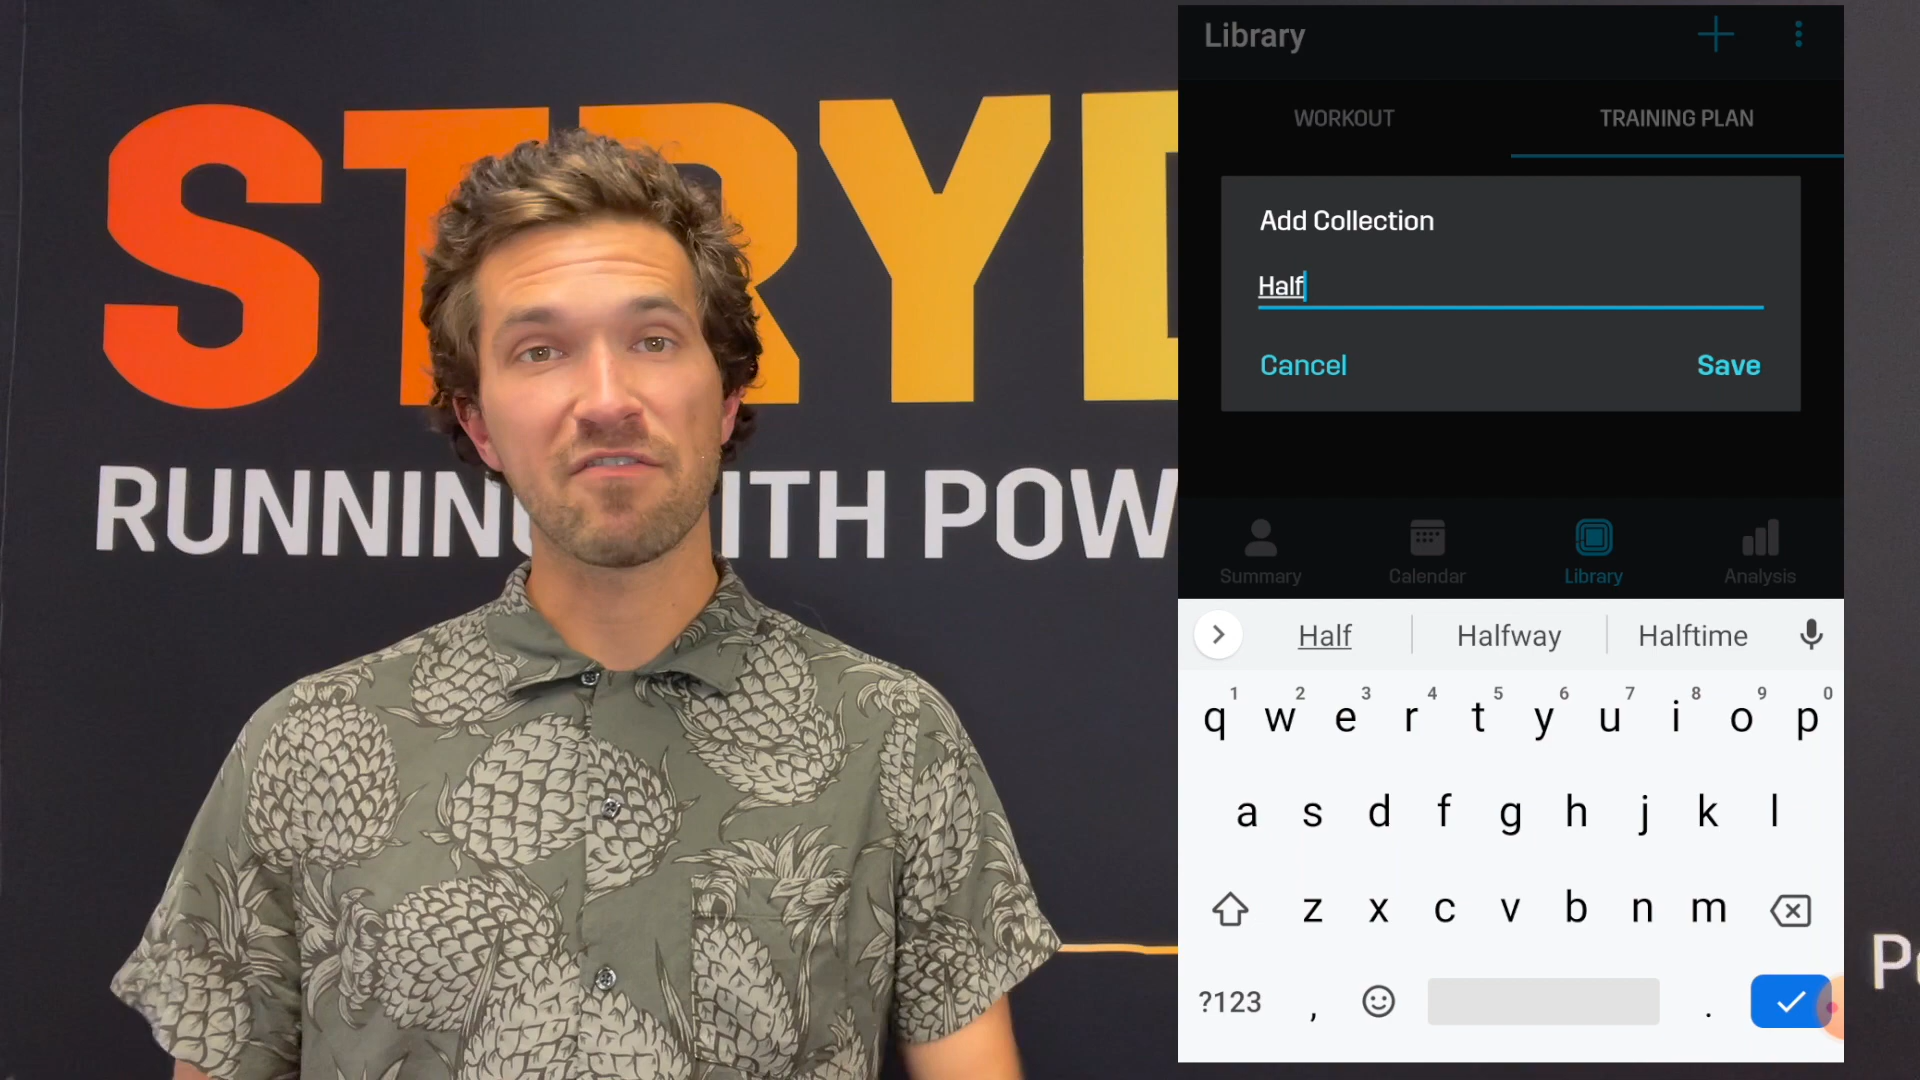 STRYD
RUNNING WITH POW
Library
WORKOUT
TRAINING PLAN
Add Collection
Half
Cancel
Save
Summary
Calendar
Library
Analysis
Half
Halfway
Halftime
1 2 3 4 5 6 7 8 9 0
q w e r t y u i o p
a s d f g h j k l
z x c v b n m
?123 , .